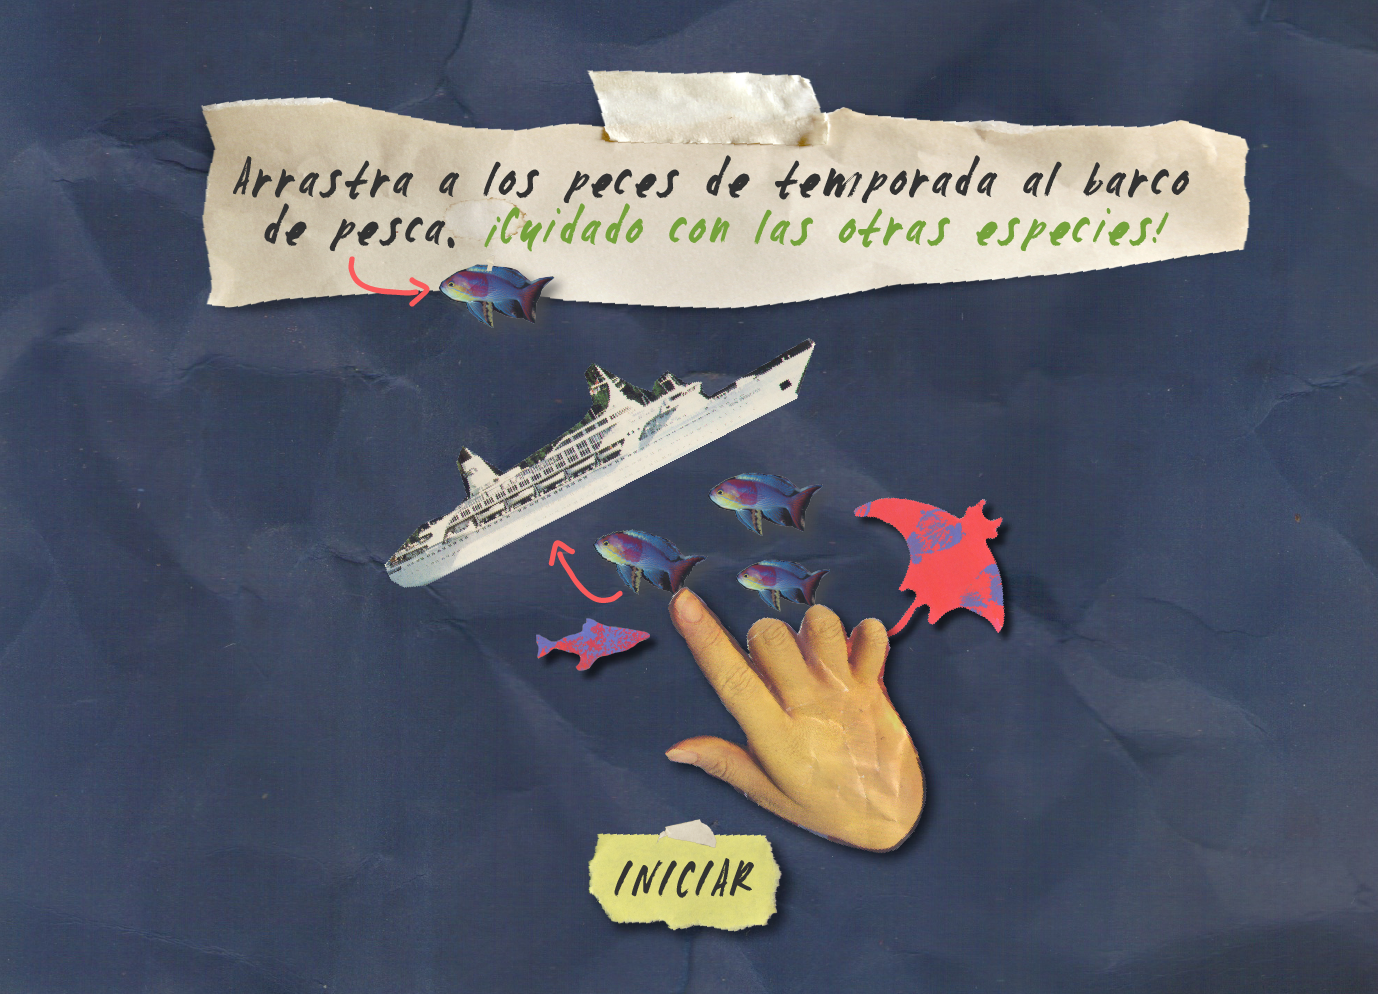 Arrastra a los peces de temporada al barco
de pesca. ¡Cuidado con las otras especies!
INICIAR